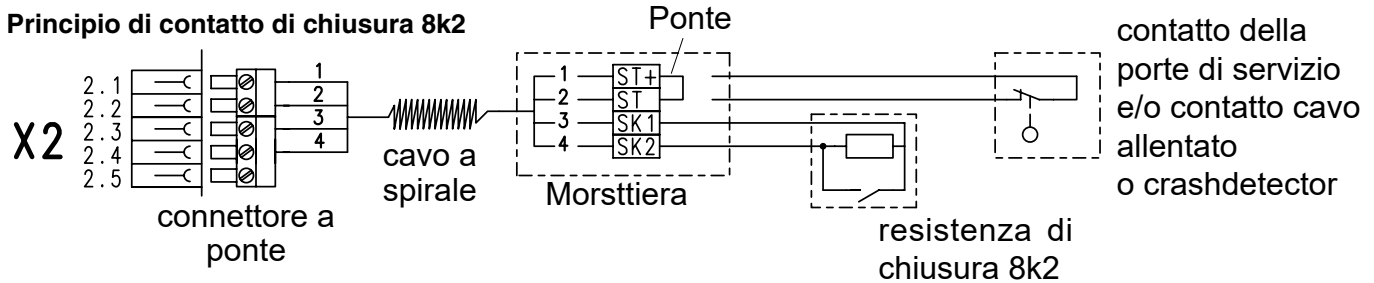 Principio di contatto di chiusura 8k2
X2
2.1
2.2
2.3
2.4
2.5
1
2
3
4
connettore a
ponte
cavo a
spirale
Ponte
1 ST+
2 ST
3 SK1
4 SK2
Morsttiera
resistenza di
chiusura 8k2
contatto della
porte di servizio
e/o contatto cavo
allentato
o crashdetector